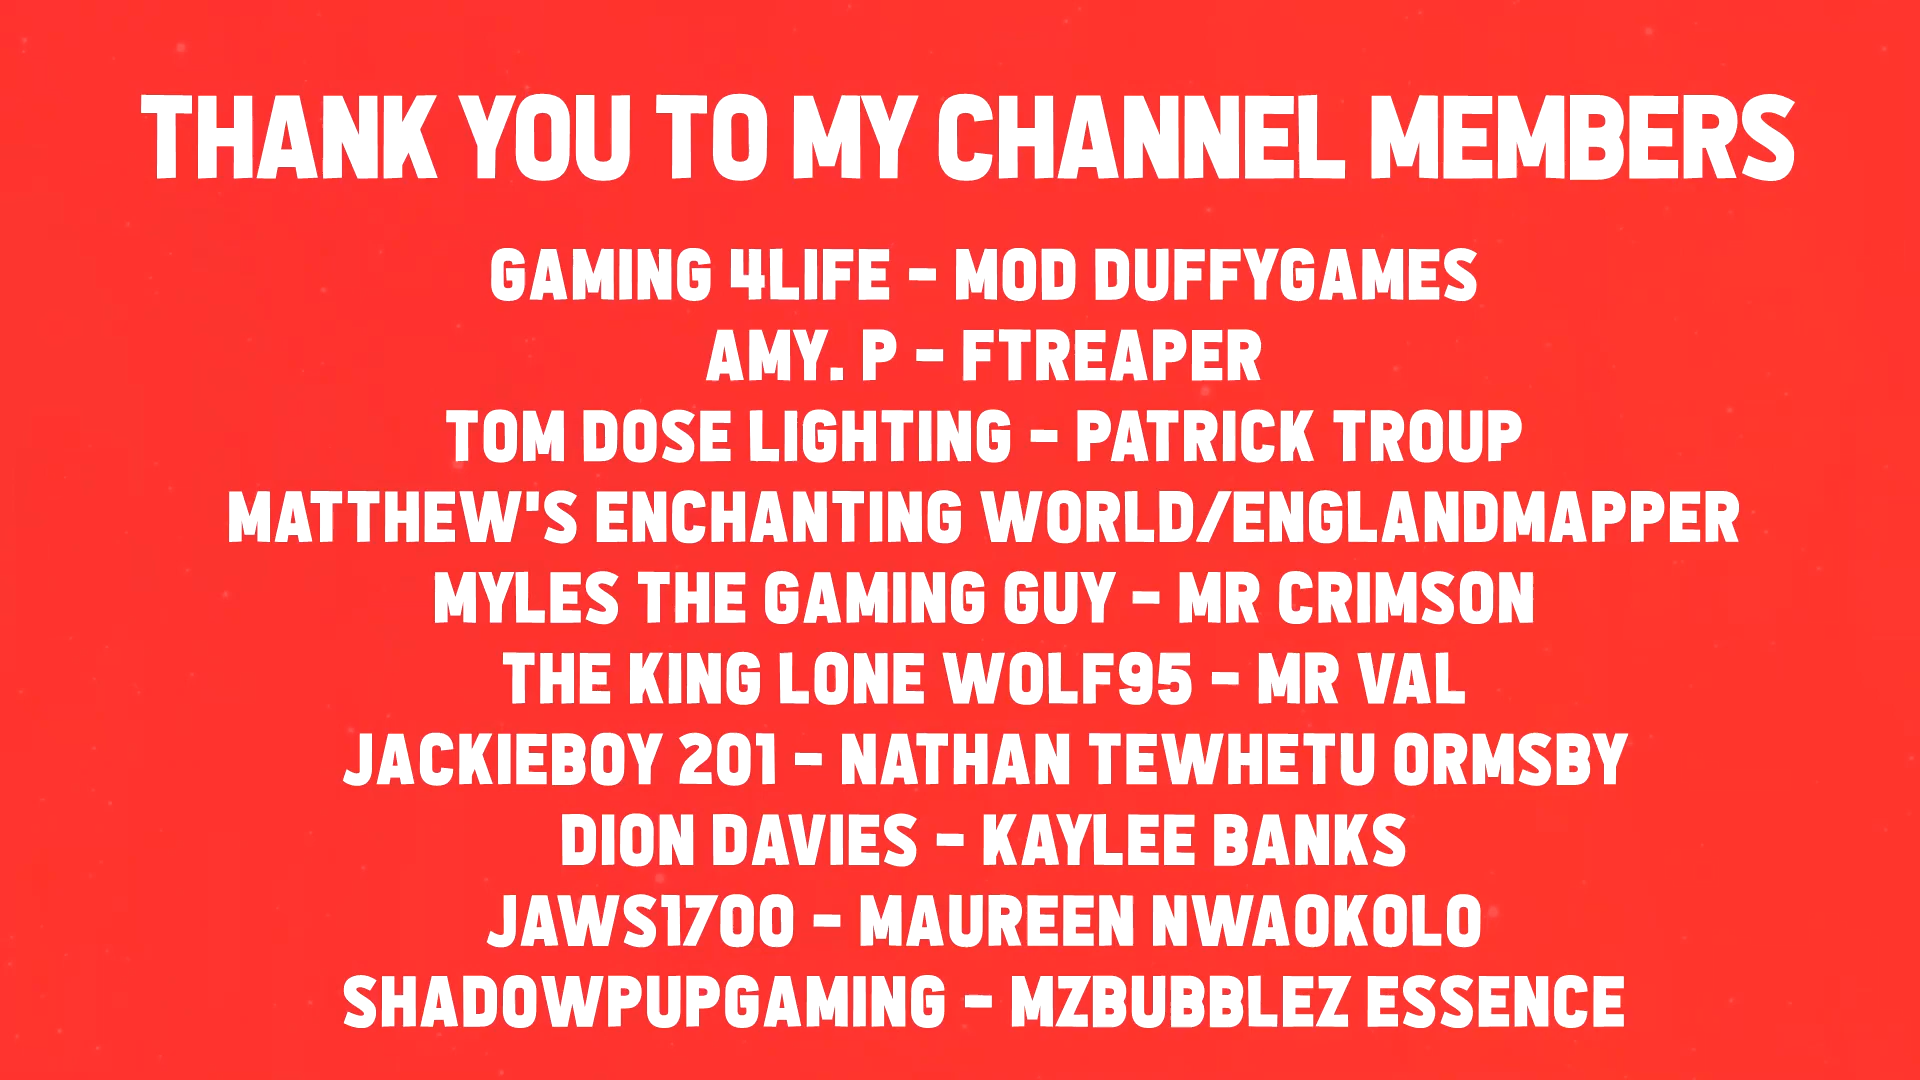 THANK YOU TO MY CHANNEL MEMBERS
GAMING 4LIFE - MOD DUFFYGAMES
AMY. P - FTREAPER
TOM DOSE LIGHTING - PATRICK TROUP
MATTHEW'S ENCHANTING WORLD/ENGLANDMAPPER
MYLES THE GAMING GUY - MR CRIMSON
THE KING LONE WOLF95 - MR VAL
JACKIEBOY 201 - NATHAN TEWHETU ORMSBY
DION DAVIES - KAYLEE BANKS
JAWS1700 - MAUREEN NWAOKOLO
SHADOWPUPGAMING - MZBUBBLEZ ESSENCE